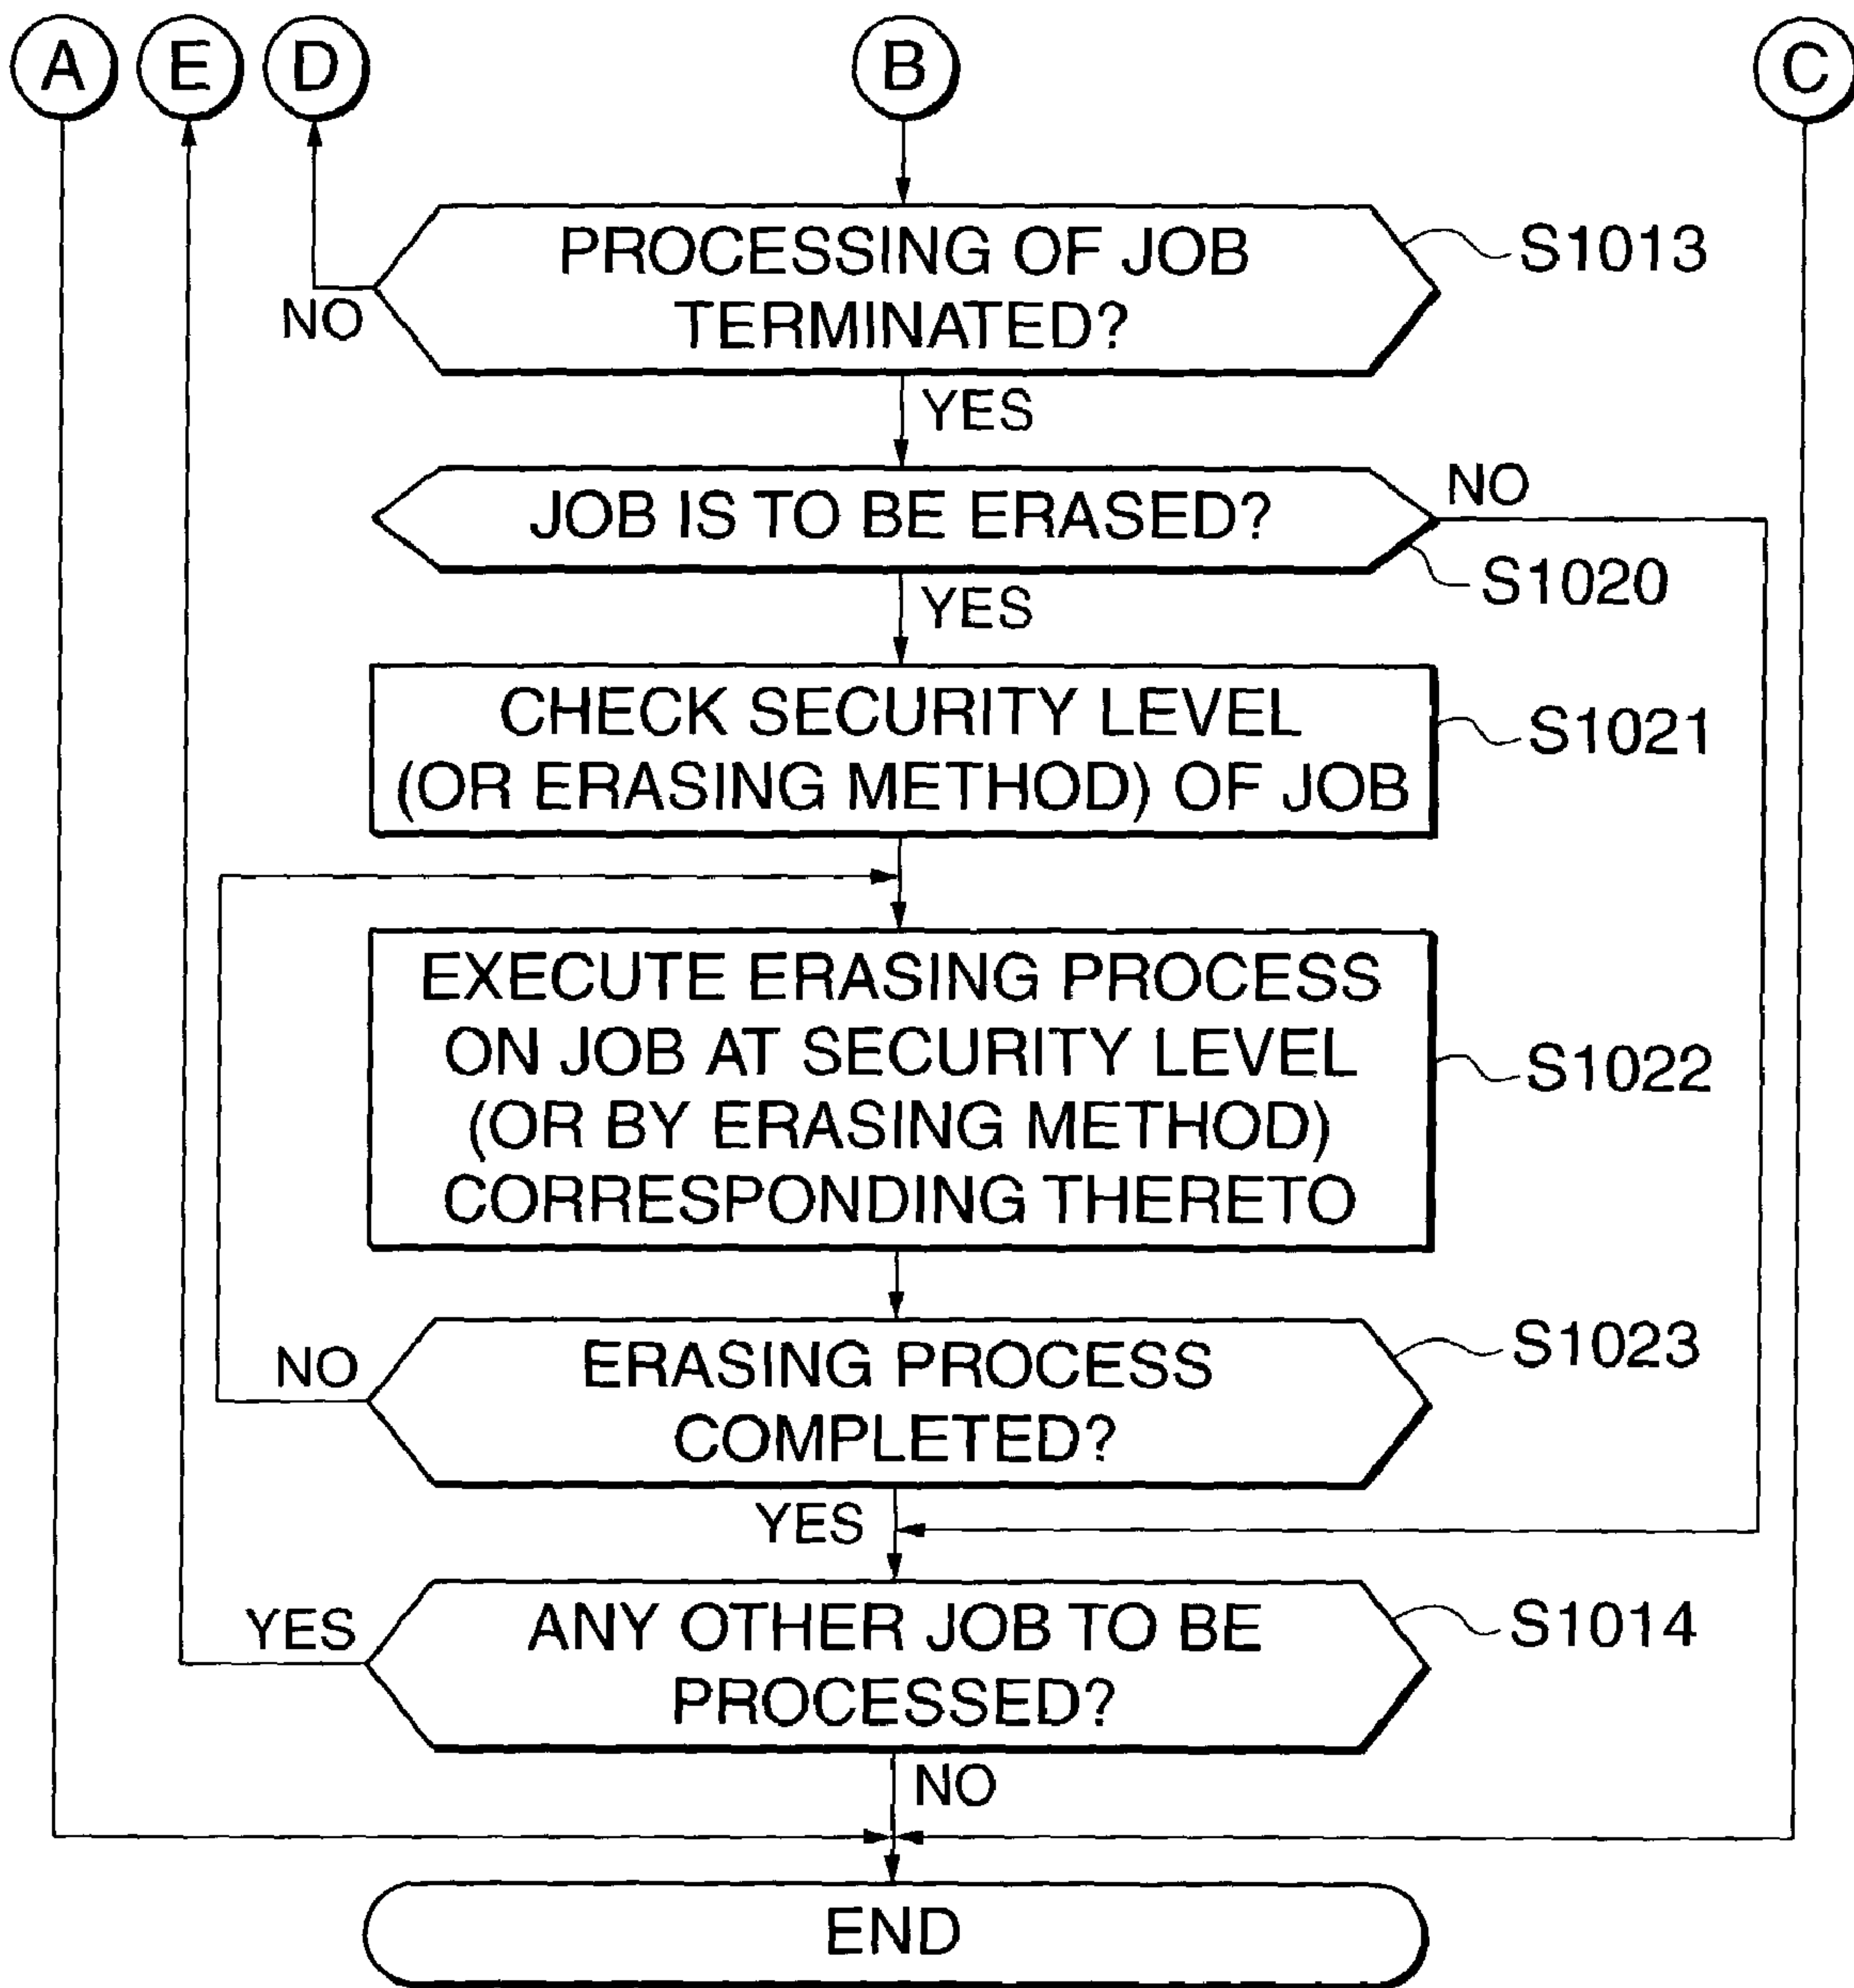 A E D B C
PROCESSING OF JOB
TERMINATED?
S1013
NO
YES
JOB IS TO BE ERASED?
NO
S1020
YES
CHECK SECURITY LEVEL
(OR ERASING METHOD) OF JOB
S1021
EXECUTE ERASING PROCESS
ON JOB AT SECURITY LEVEL
(OR BY ERASING METHOD)
CORRESPONDING THERETO
S1022
NO
ERASING PROCESS
COMPLETED?
S1023
YES
YES
ANY OTHER JOB TO BE
PROCESSED?
S1014
NO
END